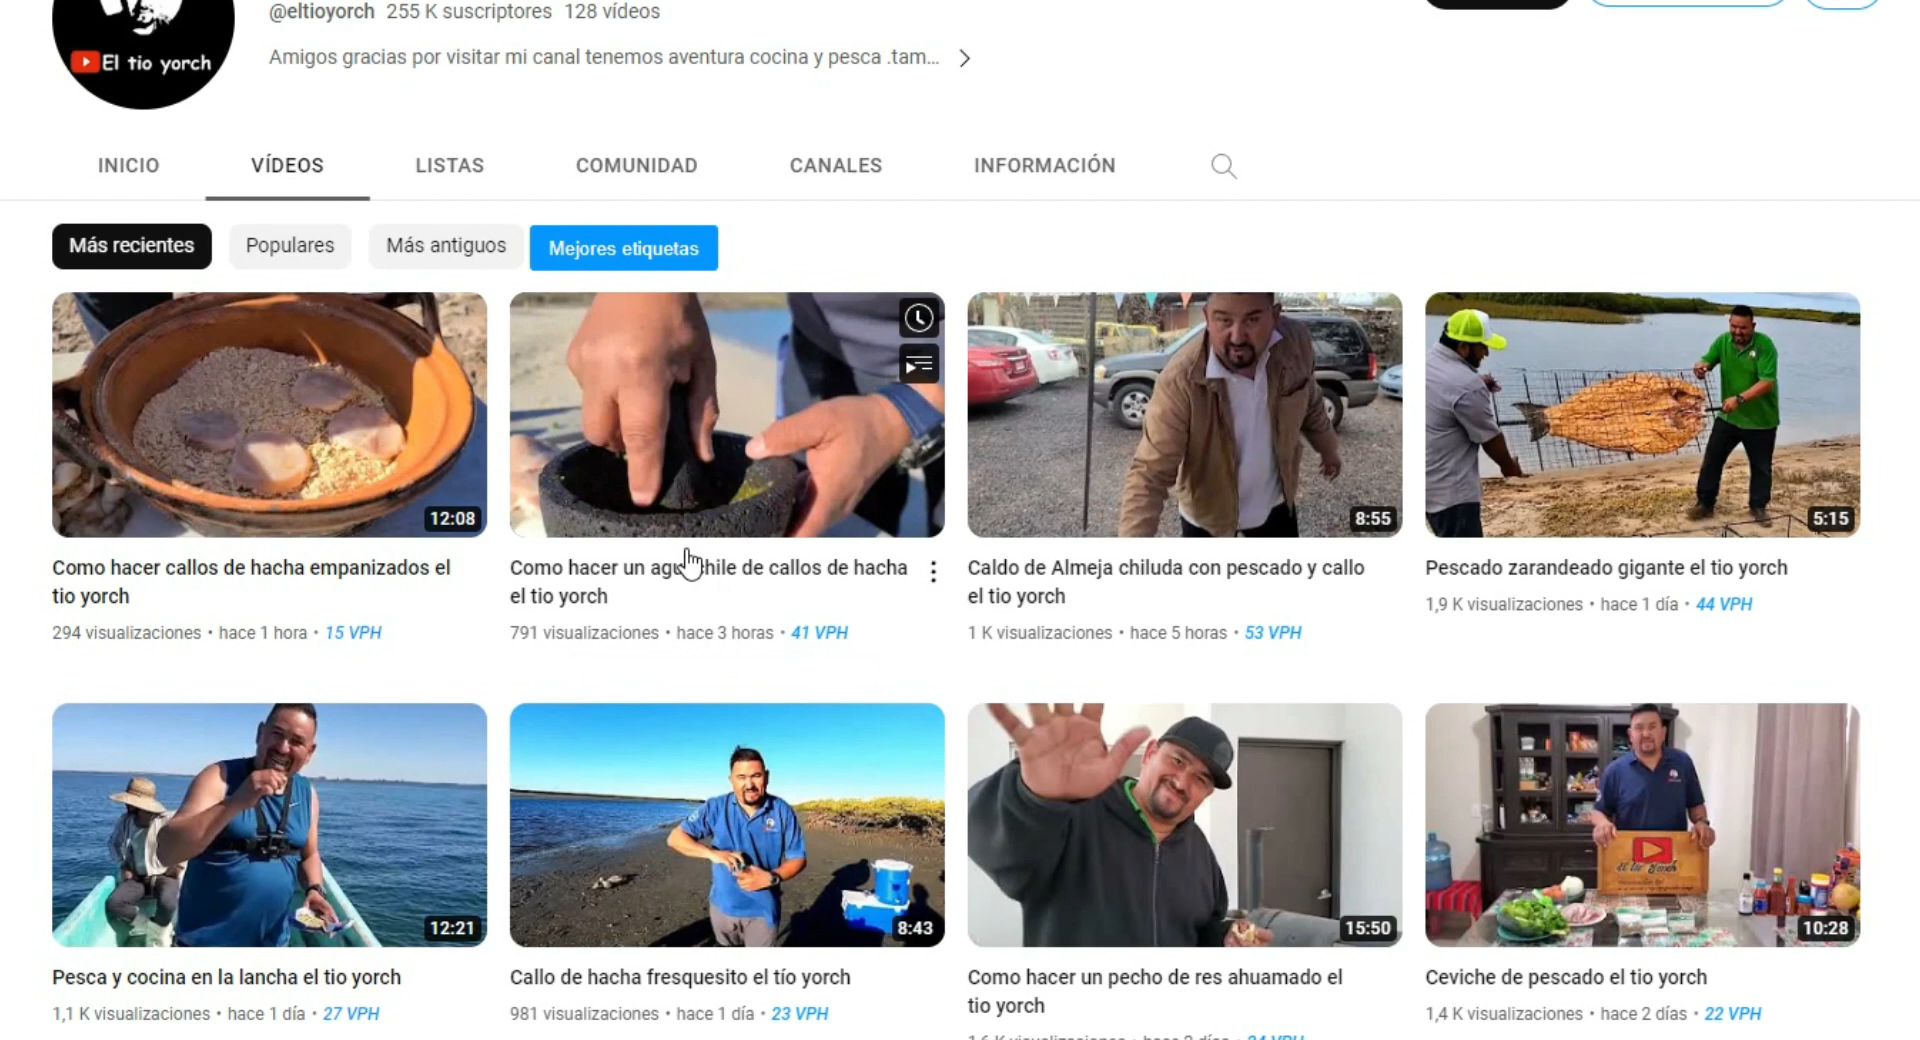 @eltioyorch 255 K suscriptores 128 vídeos
El tio yorch
Amigos gracias por visitar mi canal tenemos aventura cocina y pesca .tam...
INICIO VÍDEOS LISTAS COMUNIDAD CANALES INFORMACIÓN
Más recientes Populares Más antiguos Mejores etiquetas
12:08 8:55 5:15
Como hacer callos de hacha empanizados el
tio yorch
294 visualizaciones • hace 1 hora • 15 VPH
Como hacer un aguachile de callos de hacha
el tio yorch
791 visualizaciones • hace 3 horas • 41 VPH
Caldo de Almeja chiluda con pescado y callo
el tio yorch
1 K visualizaciones • hace 5 horas • 53 VPH
Pescado zarandeado gigante el tio yorch
1,9 K visualizaciones • hace 1 día • 44 VPH
el tio yorch
12:21 8:43 15:50 10:28
Pesca y cocina en la lancha el tio yorch
1,1 K visualizaciones • hace 1 día • 27 VPH
Callo de hacha fresquesito el tío yorch
981 visualizaciones • hace 1 día • 23 VPH
Como hacer un pecho de res ahuamado el
tio yorch
Ceviche de pescado el tio yorch
1,4 K visualizaciones • hace 2 días • 22 VPH